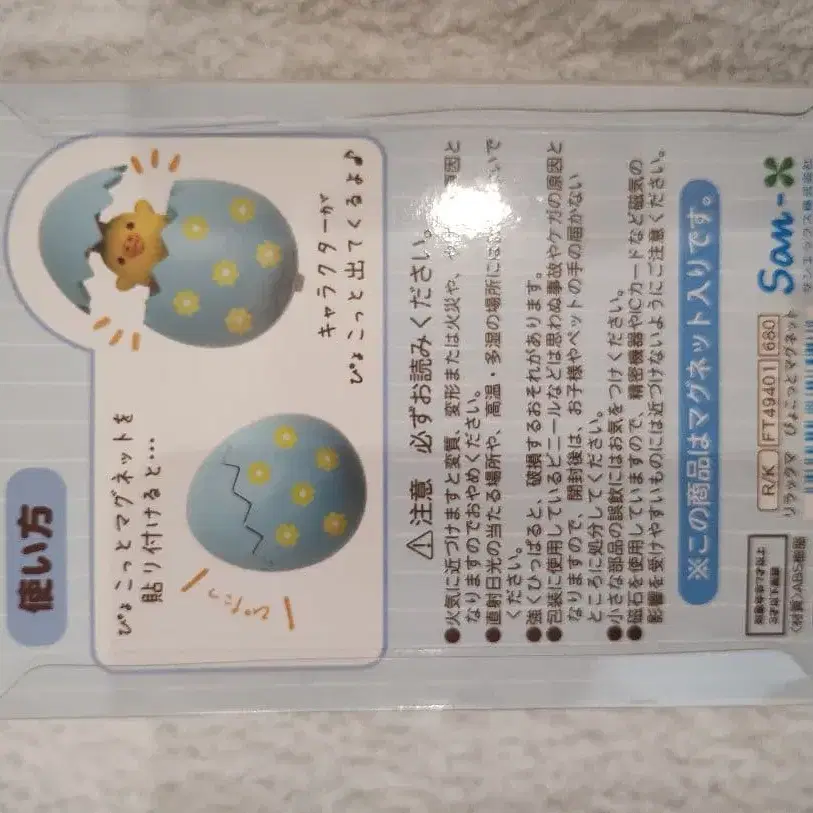 使い方
ぴょこっとマグネットを
貼り付けると…
ぴたっ
キャラクターが
ぴょこっと出てくるよ♪
⚠注意 必ずお読みください。
●火気に近づけますと変質、変形または火災や、 原因と
なりますのでおやめください。
●直射日光の当たる場所や、高温・多湿の場所には いで
ください。
●強くひっぱると、破損するおそれがあります。
●包装に使用しているビニールなどは思わぬ事故やケガの原因と
なりますので、開封後は、お子様やペットの手の届かない
ところに処分してください。
●小さな部品の誤飲にはお気をつけください。
●磁石を使用していますので、精密機器やICカードなど磁気の
影響を受けやすいものには近づけないようにご注意ください。
※この商品はマグネット入りです。
〈材質〉ABS樹脂
R/K FT49401 680
リラックマ ぴょこっとマグネット
San-X
サンエックス株式会社